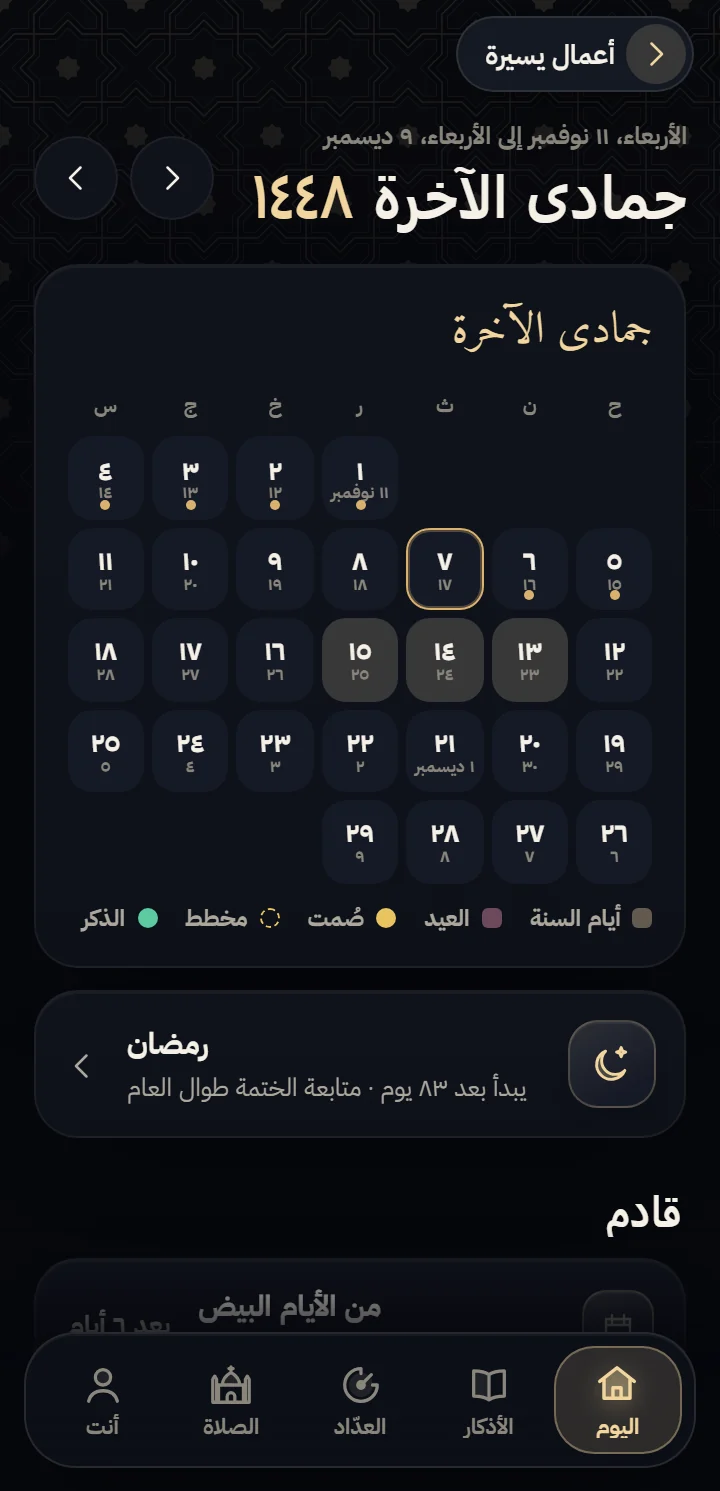 أعمال يسيرة
الأربعاء، ١١ نوفمبر إلى الأربعاء، ٩ ديسمبر
جمادى الآخرة ١٤٤٨
جمادى الآخرة
ح ن ث ر خ ج س
١ ٢ ٣ ٤
١١ نوفمبر ١٢ ١٣ ١٤
٥ ٦ ٧ ٨ ٩ ١٠ ١١
١٥ ١٦ ١٧ ١٨ ١٩ ٢٠ ٢١
١٢ ١٣ ١٤ ١٥ ١٦ ١٧ ١٨
٢٢ ٢٣ ٢٤ ٢٥ ٢٦ ٢٧ ٢٨
١٩ ٢٠ ٢١ ٢٢ ٢٣ ٢٤ ٢٥
٢٩ ٣٠ ١ ديسمبر ٢ ٣ ٤ ٥
٢٦ ٢٧ ٢٨ ٢٩
٦ ٧ ٨ ٩
أيام السنة العيد صُمت مخطط الذكر
رمضان
يبدأ بعد ٨٣ يوم · متابعة الختمة طوال العام
قادم
من الأيام البيض
بعد ٦ أيام
اليوم الأذكار العدّاد الصلاة أنت